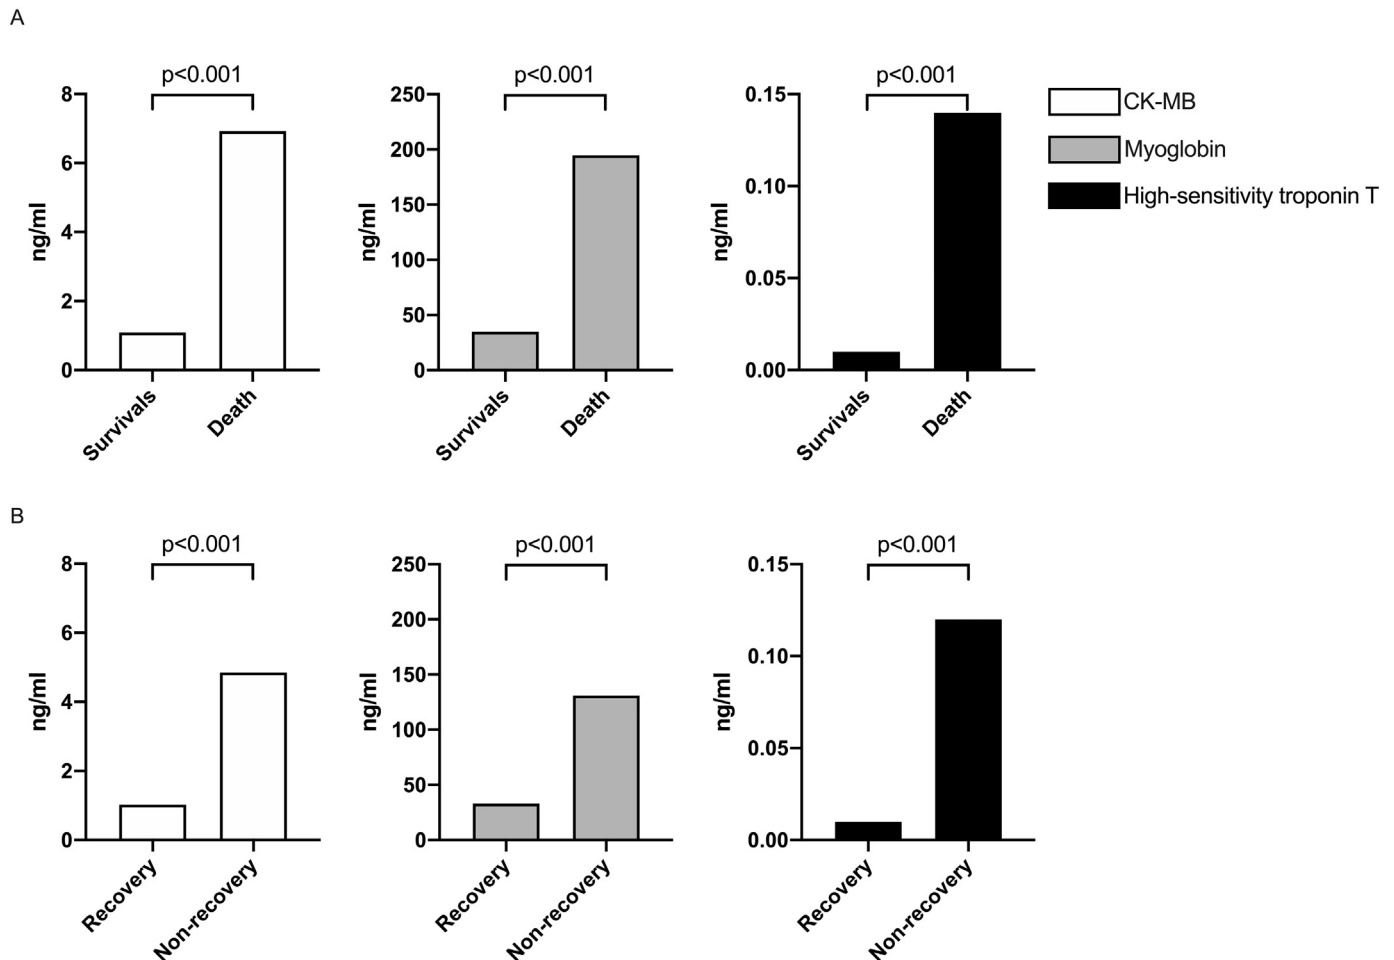 A
p<0.001
p<0.001
p<0.001
8
6
4
2
0
ng/ml
Survivals
Death
250
200
150
100
50
0
ng/ml
Survivals
Death
0.15
0.10
0.05
0.00
ng/ml
Survivals
Death
CK-MB
Myoglobin
High-sensitivity troponin T
B
p<0.001
p<0.001
p<0.001
8
6
4
2
0
ng/ml
Recovery
Non-recovery
250
200
150
100
50
0
ng/ml
Recovery
Non-recovery
0.15
0.10
0.05
0.00
ng/ml
Recovery
Non-recovery